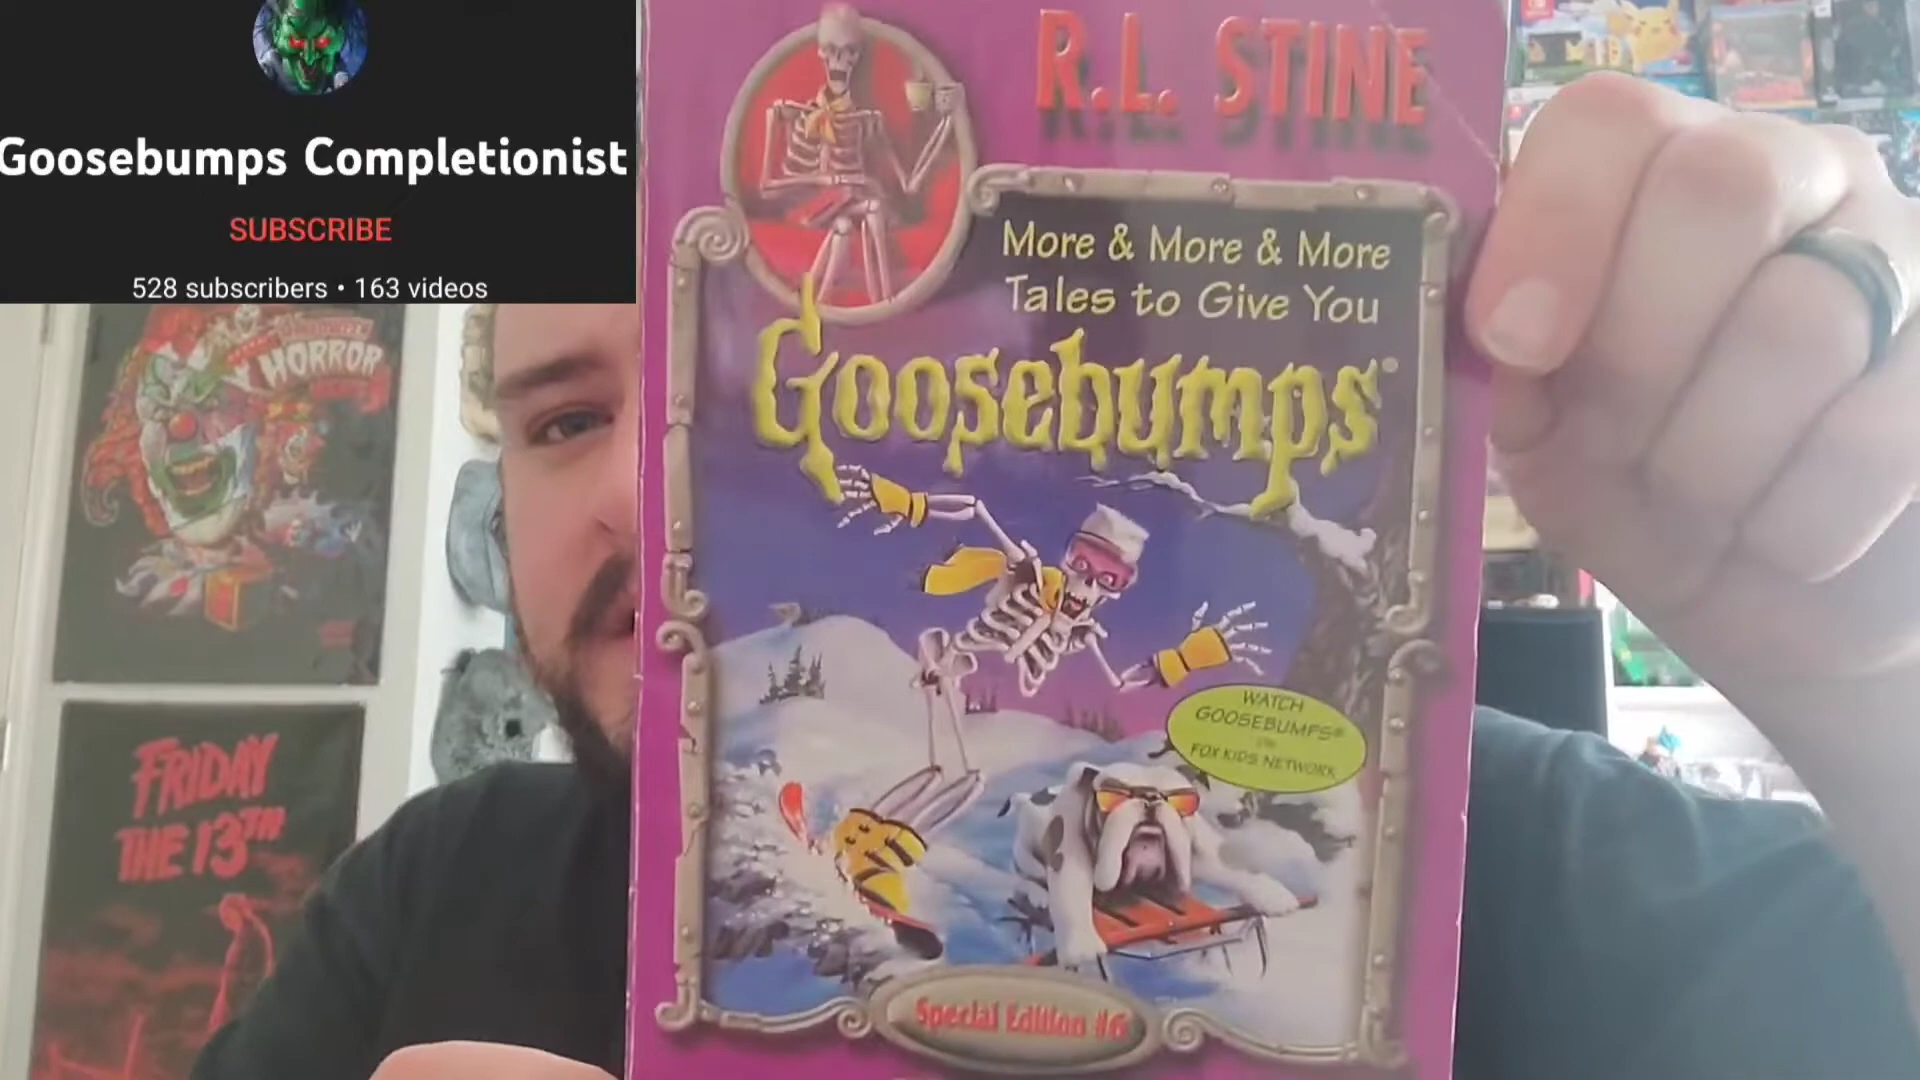 Goosebumps Completionist
SUBSCRIBE
528 subscribers • 163 videos
R.L. STINE
More & More & More
Tales to Give You
Goosebumps®
WATCH
GOOSEBUMPS®
ON
FOX KIDS NETWORK
Special Edition #6
HALLOWEEN
HORROR
FRIDAY
THE 13TH